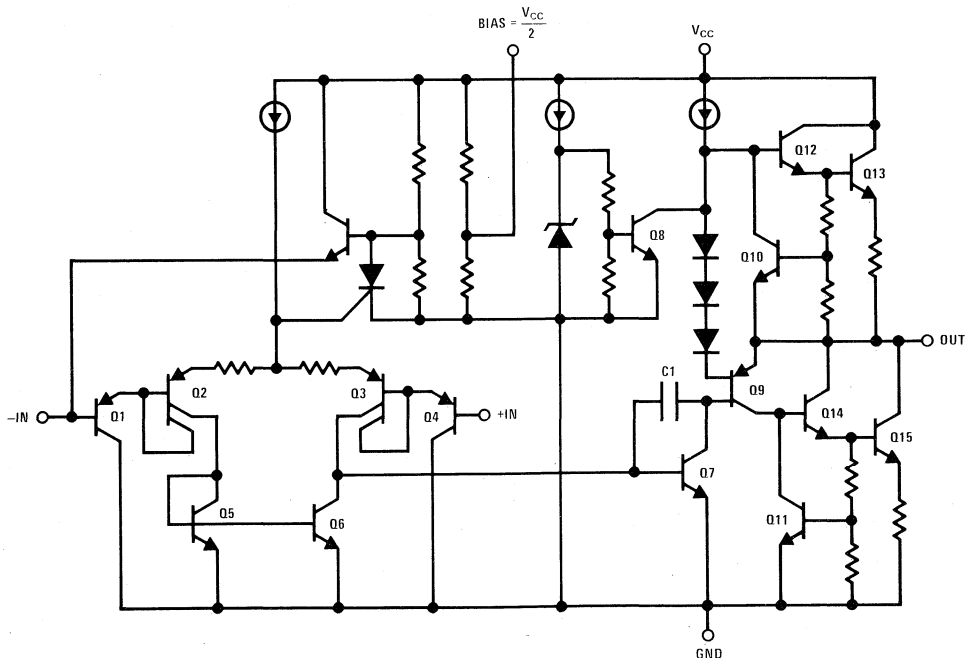 BIAS = VCC/2
VCC
Q12
Q13
Q8
Q10
OUT
C1
Q2
Q3
Q9
-IN
Q1
Q4
+IN
Q14
Q15
Q7
Q5
Q6
Q11
GND